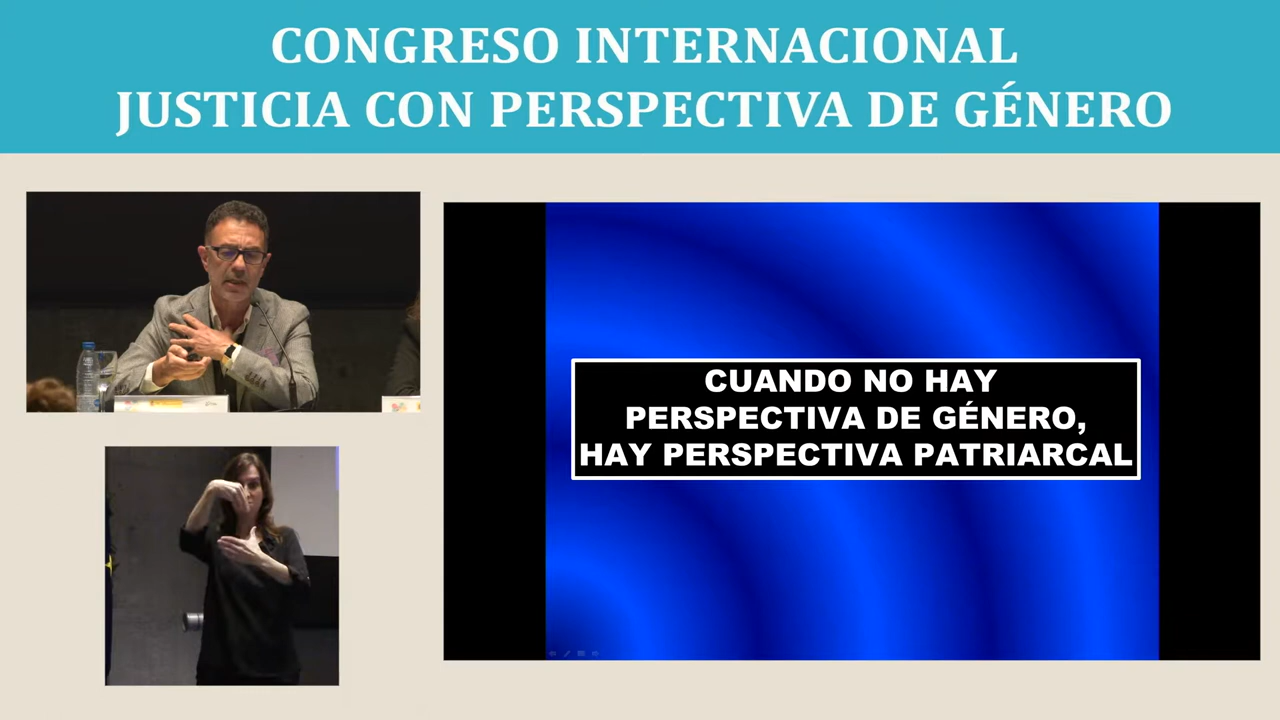 CONGRESO INTERNACIONAL
JUSTICIA CON PERSPECTIVA DE GÉNERO
CUANDO NO HAY
PERSPECTIVA DE GÉNERO,
HAY PERSPECTIVA PATRIARCAL